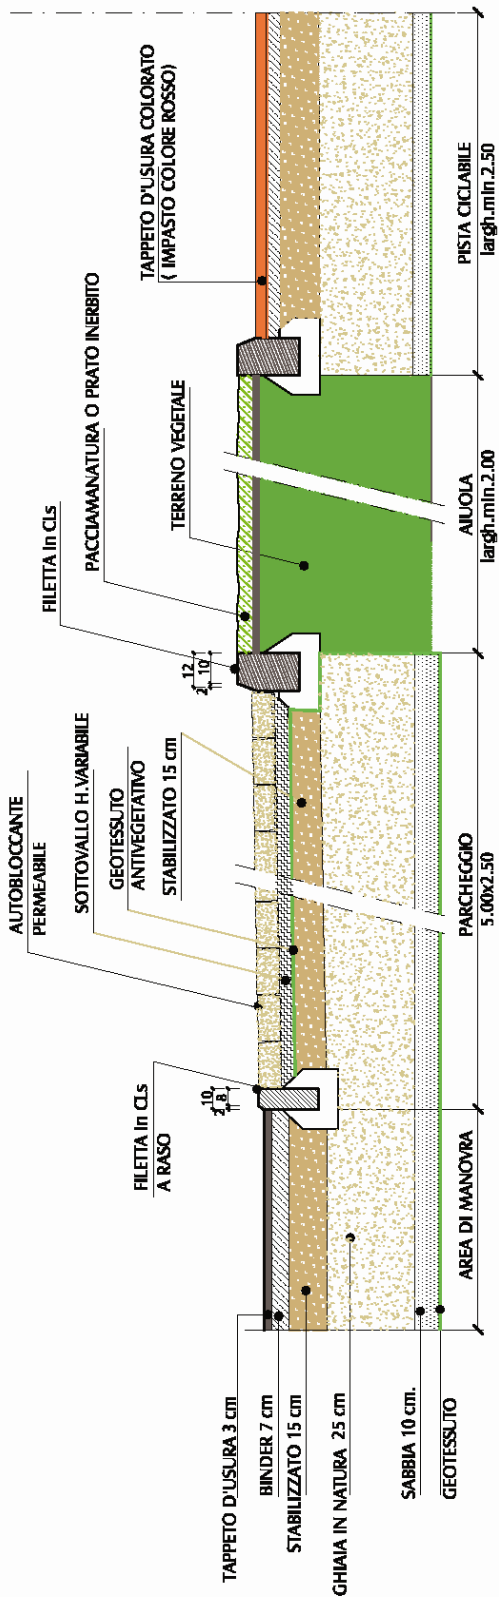 TAPPETO D'USURA 3 cm
BINDER 7 cm
STABILIZZATO 15 cm
GHIAIA IN NATURA 25 cm
SABBIA 10 cm.
GEOTESSUTO
FILETTA In CLs
A RASO
10
2 8
AUTOBLOCCANTE
PERMEABILE
SOTTOVALLO H.VARIABILE
GEOTESSUTO
ANTIVEGETATIVO
STABILIZZATO 15 cm
FILETTA In CLs
12
2 10
PACCIAMANATURA O PRATO INERBITO
TERRENO VEGETALE
TAPPETO D'USURA COLORATO
( IMPASTO COLORE ROSSO)
AREA DI MANOVRA
PARCHEGGIO
5.00x2.50
AIUOLA
largh.mIn.2.00
PISTA CICLABILE
largh.mIn.2.50